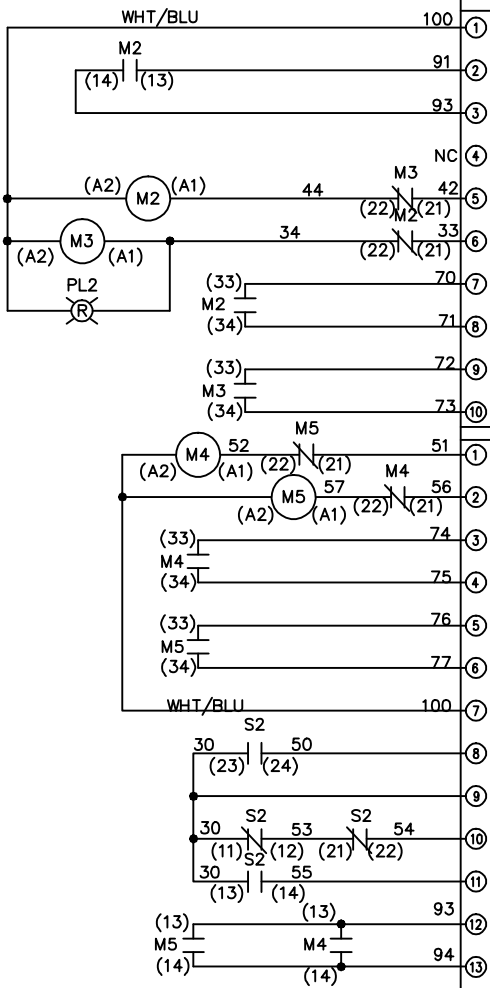 WHT/BLU 100 1
M2 91 2
(14) (13)
93 3
NC 4
M3
(A2) M2 (A1) 44 42 5
(22) (21)
M2
M3 34 33 6
(A2) (A1) (22) (21)
PL2
R
(33) 70 7
M2
(34) 71 8
(33) 72 9
M3
(34) 73 10
M5
M4 52 51 1
(A2) (A1) (22) (21)
M4
M5 57 56 2
(A2) (A1) (22) (21)
(33) 74 3
M4
(34) 75 4
(33) 76 5
M5
(34) 77 6
WHT/BLU 100 7
S2
30 50 8
(23) (24)
9
S2 S2
30 53 54 10
(11) (12) (21) (22)
S2
30 55 11
(13) (14)
(13) (13) 93 12
M5 M4
(14) (14) 94 13